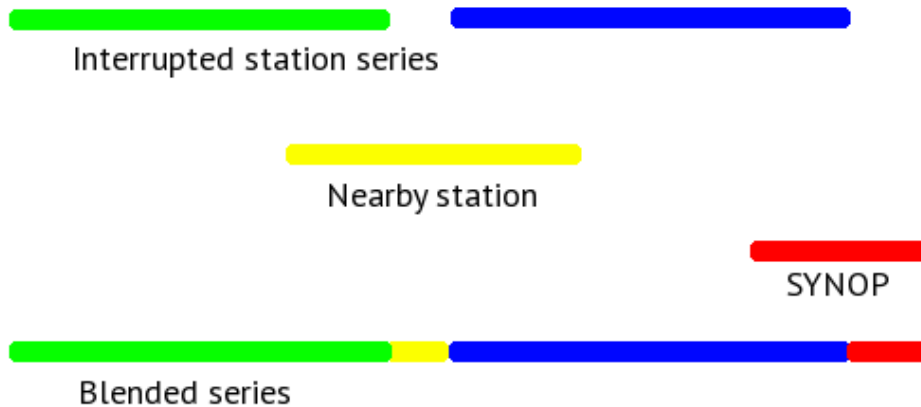 Interrupted station series
Nearby station
SYNOP
Blended series